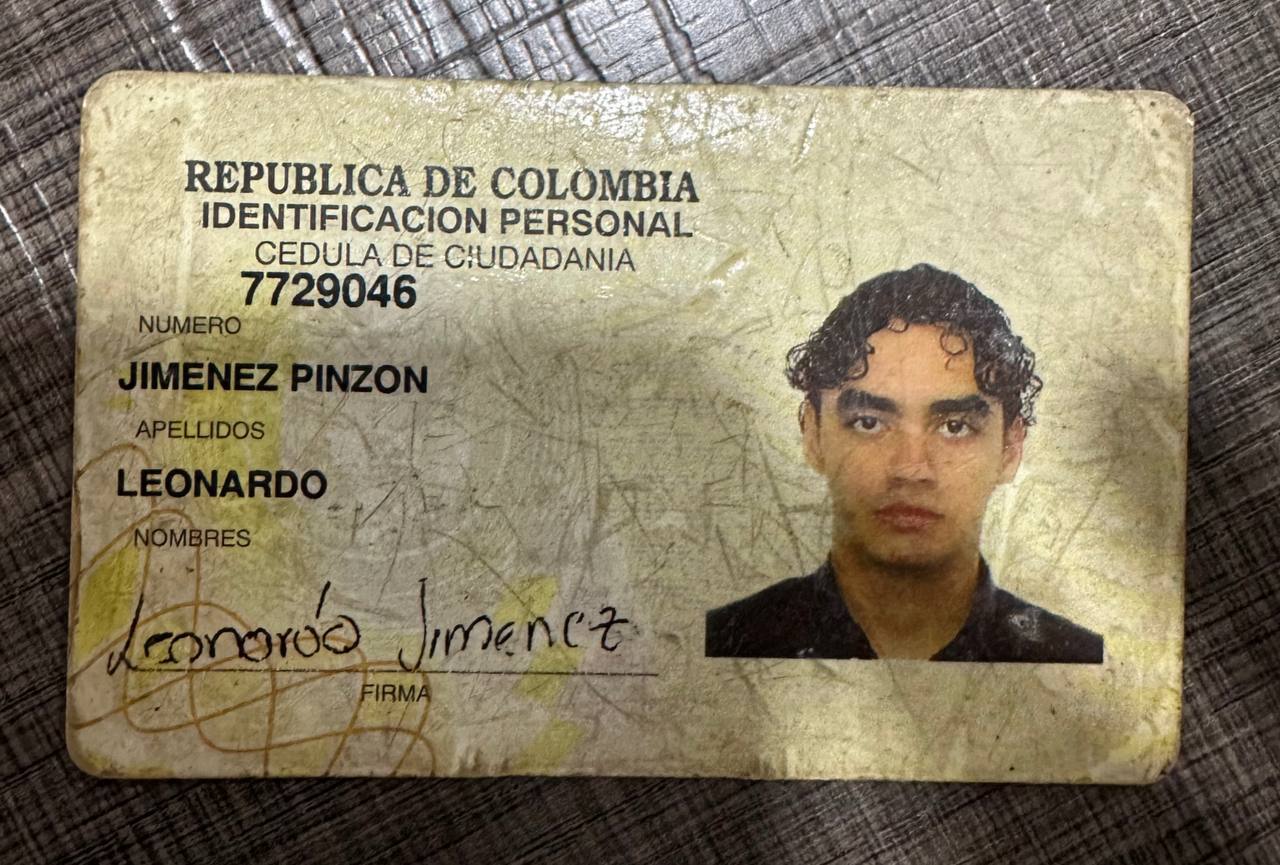 REPUBLICA DE COLOMBIA
IDENTIFICACION PERSONAL
CEDULA DE CIUDADANIA
7729046
NUMERO
JIMENEZ PINZON
APELLIDOS
LEONARDO
NOMBRES
Leonardo Jimenez
FIRMA